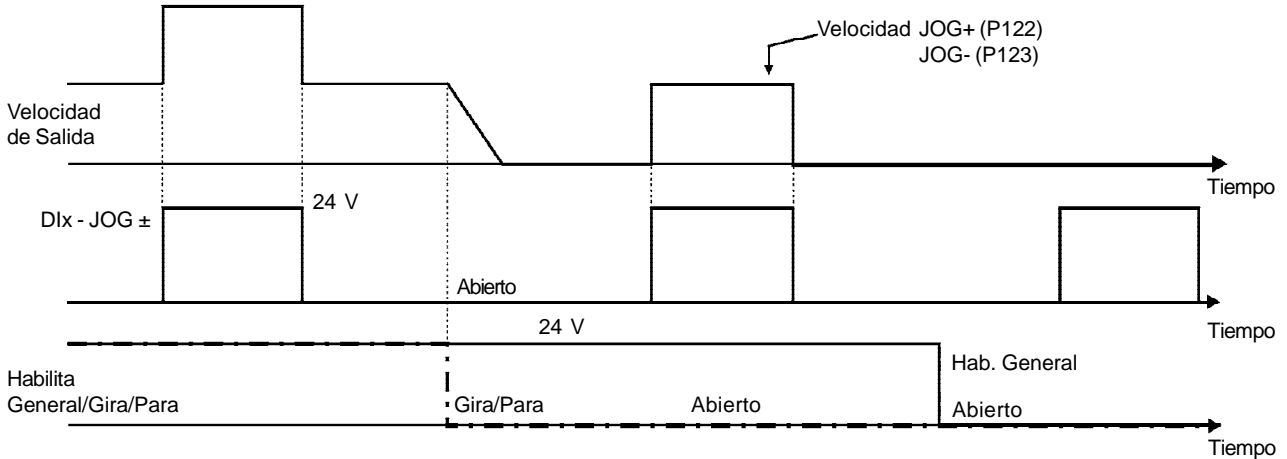 Velocidad JOG+ (P122)
JOG- (P123)
Velocidad
de Salida
Tiempo
24 V
DIx - JOG ±
Abierto
Tiempo
24 V
Hab. General
Habilita
General/Gira/Para
Gira/Para
Abierto
Abierto
Tiempo